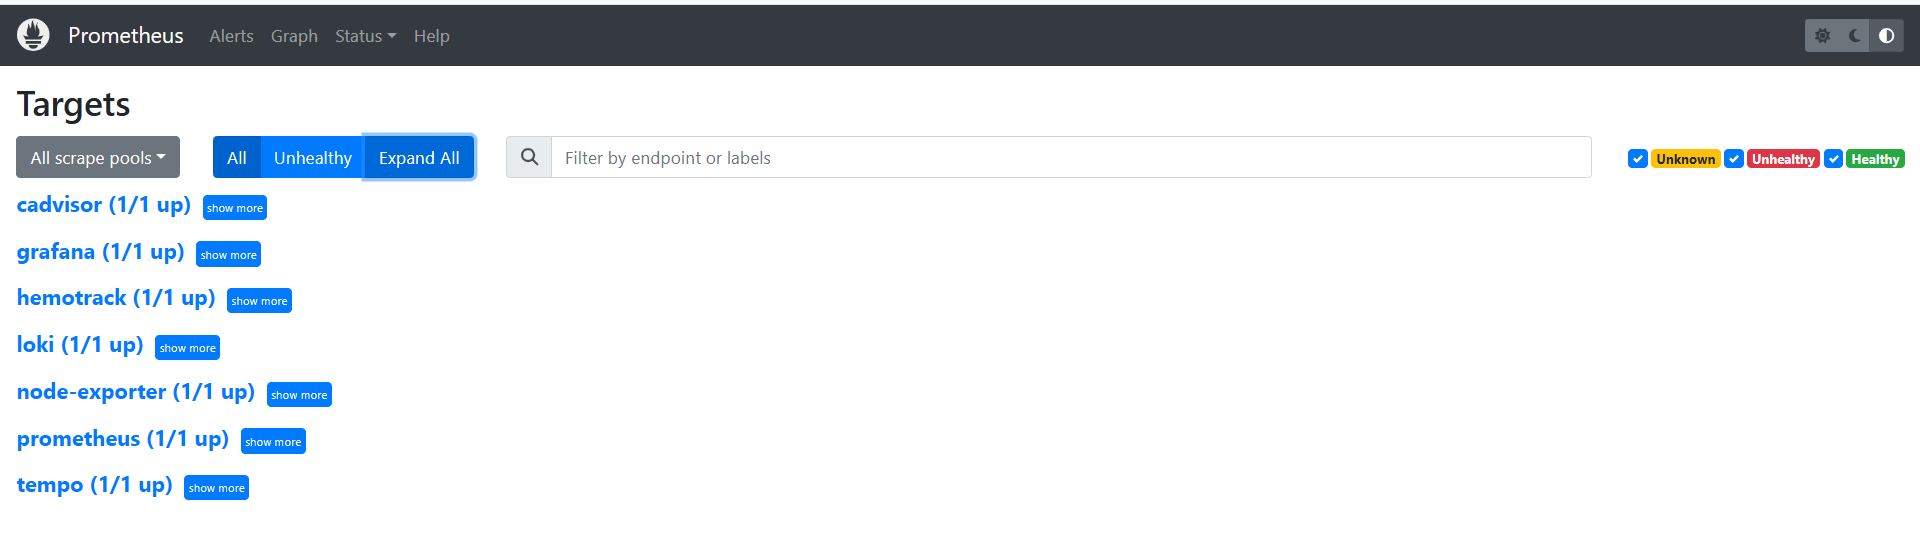 Prometheus Alerts Graph Status Help
Targets
All scrape pools All Unhealthy Expand All Filter by endpoint or labels Unknown Unhealthy Healthy
cadvisor (1/1 up) show more
grafana (1/1 up) show more
hemotrack (1/1 up) show more
loki (1/1 up) show more
node-exporter (1/1 up) show more
prometheus (1/1 up) show more
tempo (1/1 up) show more